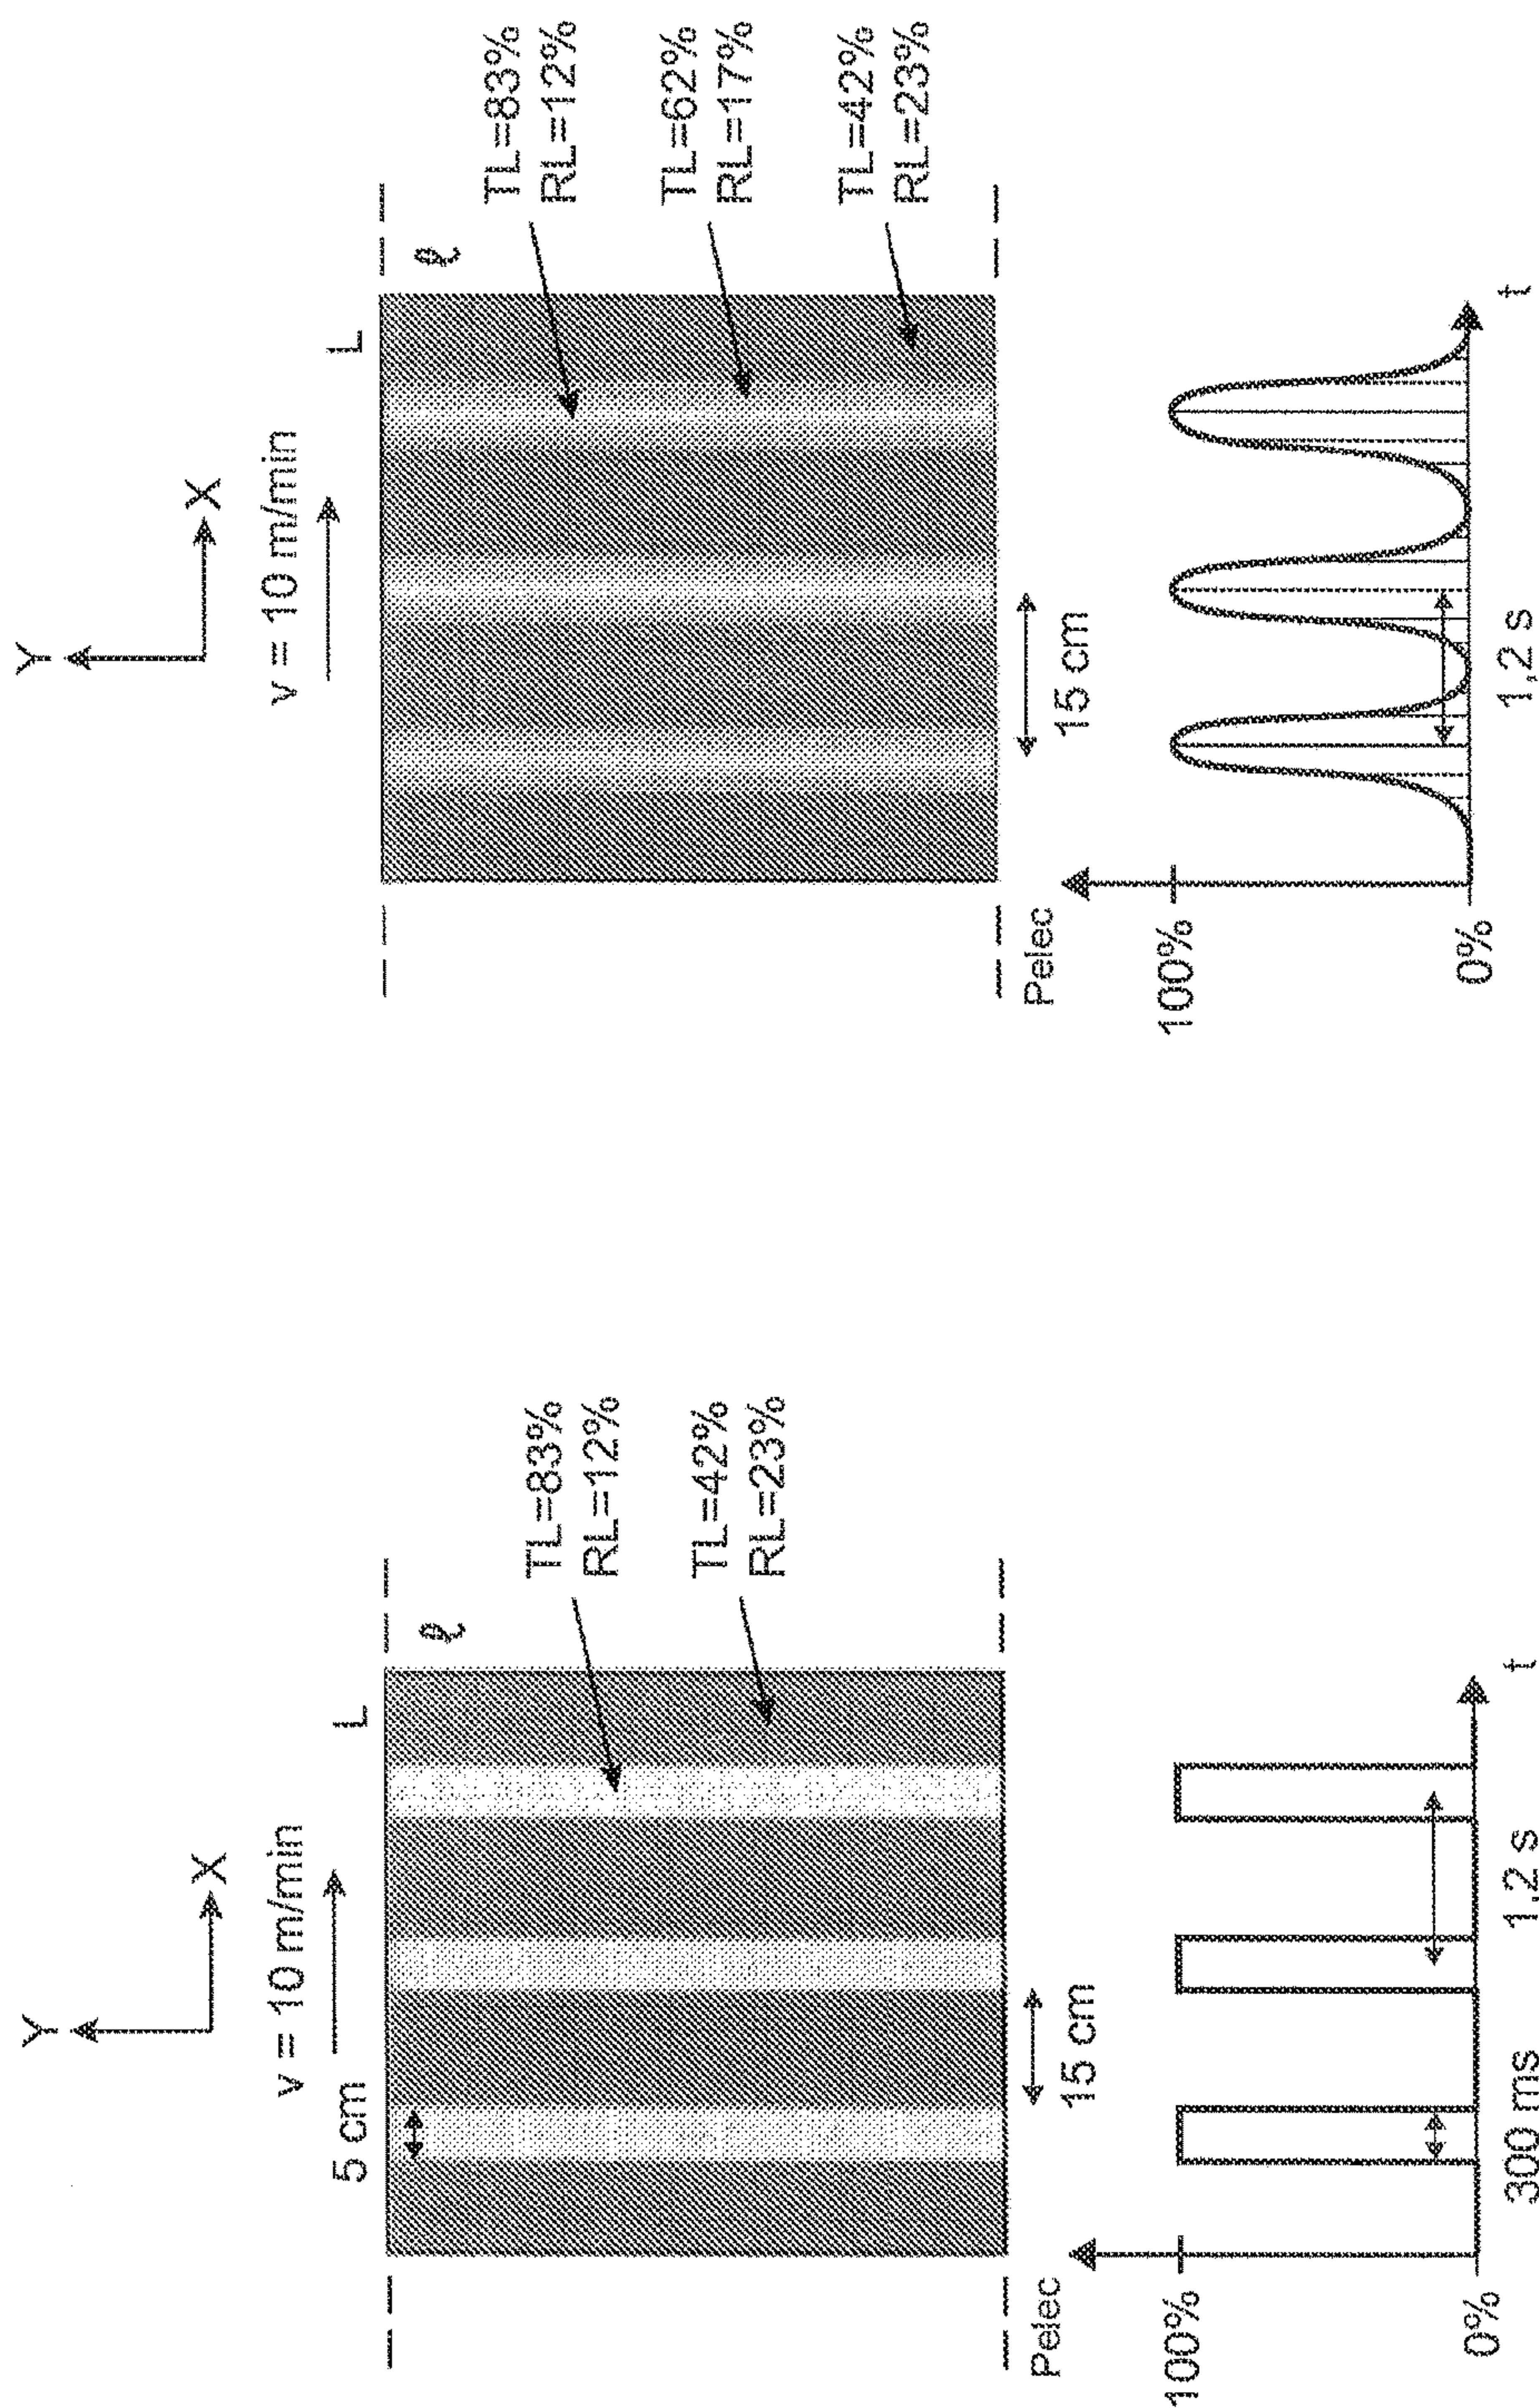 Y
X
v = 10 m/min
5 cm
L
ℓ
TL=83%
RL=12%
TL=42%
RL=23%
15 cm
Pelec
100%
0%
300 ms
1,2 s
t
Y
X
v = 10 m/min
L
ℓ
TL=83%
RL=12%
TL=62%
RL=17%
TL=42%
RL=23%
15 cm
Pelec
100%
0%
1,2 s
t